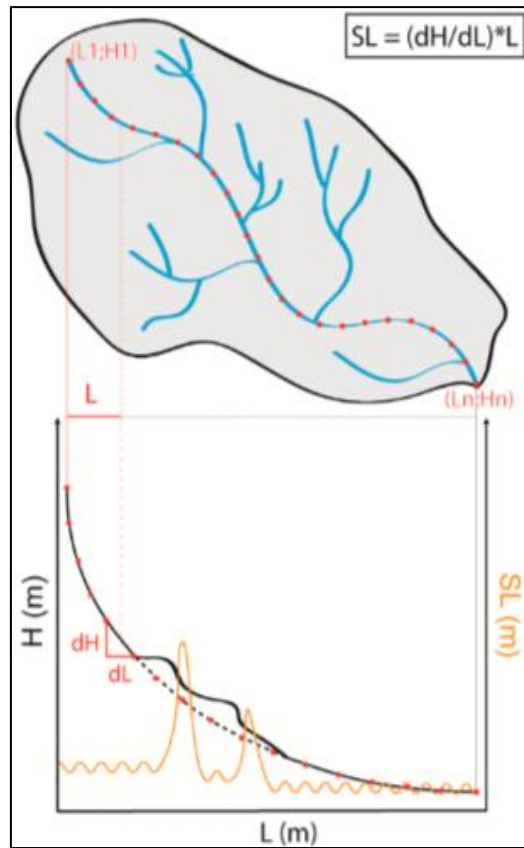 SL = (dH/dL)*L
(L1;H1)
(Ln;Hn)
L
H (m)
SL (m)
dH
dL
L (m)